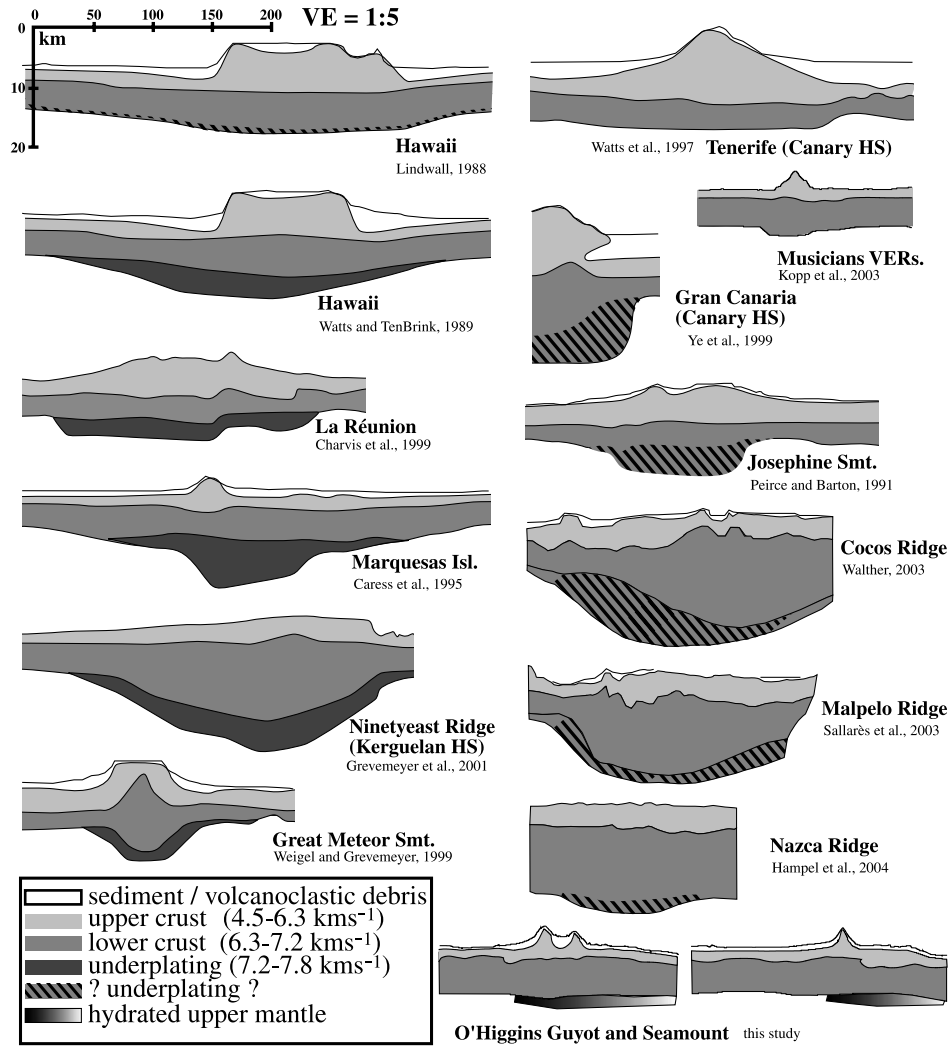 0 50 100 150 200 VE = 1:5
0
km
10
20
Hawaii
Lindwall, 1988
Watts et al., 1997 Tenerife (Canary HS)
Hawaii
Watts and TenBrink, 1989
Musicians VERs.
Kopp et al., 2003
Gran Canaria
(Canary HS)
Ye et al., 1999
La Réunion
Charvis et al., 1999
Josephine Smt.
Peirce and Barton, 1991
Marquesas Isl.
Caress et al., 1995
Cocos Ridge
Walther, 2003
Ninetyeast Ridge
(Kerguelan HS)
Grevemeyer et al., 2001
Malpelo Ridge
Sallarès et al., 2003
Great Meteor Smt.
Weigel and Grevemeyer, 1999
Nazca Ridge
Hampel et al., 2004
sediment / volcanoclastic debris
upper crust (4.5-6.3 kms⁻¹)
lower crust (6.3-7.2 kms⁻¹)
underplating (7.2-7.8 kms⁻¹)
? underplating ?
hydrated upper mantle
O'Higgins Guyot and Seamount this study